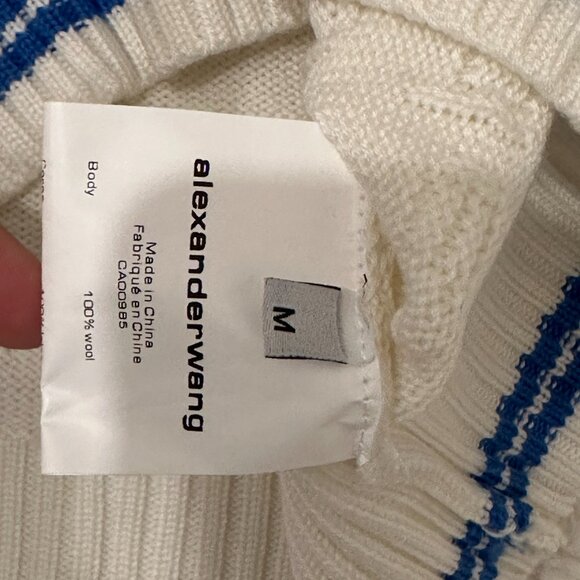 alexanderwang
M
Made in China
Fabriqué en Chine
CA00985
Body 100% wool